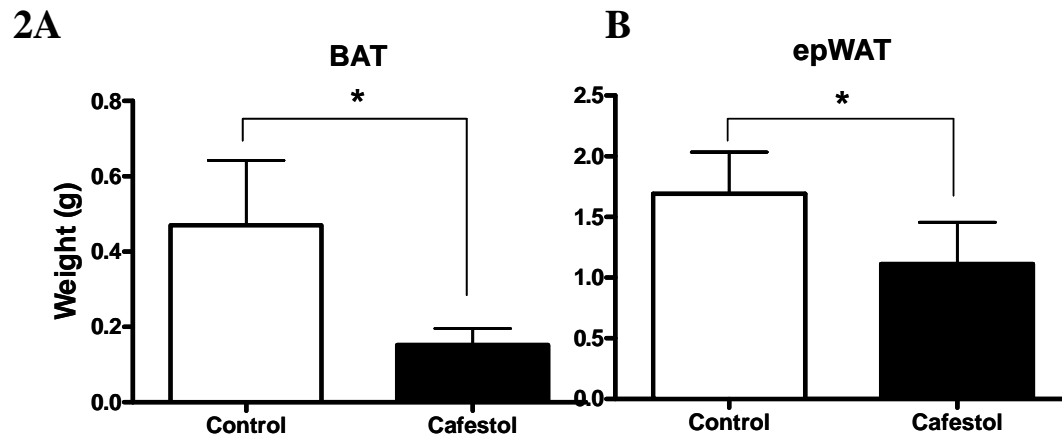 2A
BAT
*
Weight (g)
0.8
0.6
0.4
0.2
0.0
Control
Cafestol
B
epWAT
*
2.5
2.0
1.5
1.0
0.5
0.0
Control
Cafestol